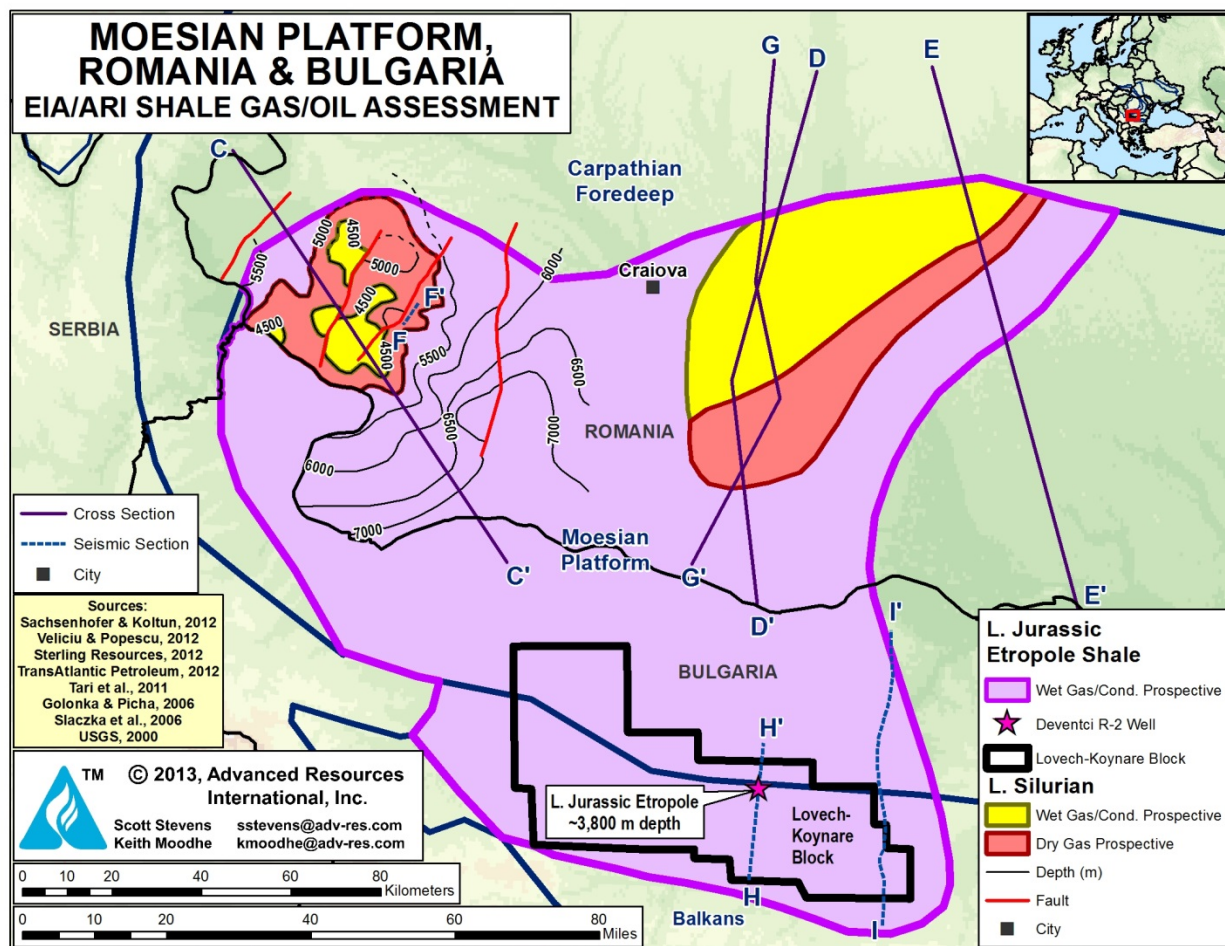 MOESIAN PLATFORM,
ROMANIA & BULGARIA
EIA/ARI SHALE GAS/OIL ASSESSMENT
G
D
E
C
Carpathian
Foredeep
5000
4500
5000
5500
6000
Craiova
SERBIA
4500
4500
F'
F
4500
5500
6500
ROMANIA
6500
7000
6000
7000
Cross Section
Seismic Section
City
Moesian
Platform
C'
G'
D'
E'
I'
Sources:
Sachsenhofer & Koltun, 2012
Veliciu & Popescu, 2012
Sterling Resources, 2012
TransAtlantic Petroleum, 2012
Tari et al., 2011
Golonka & Picha, 2006
Slaczka et al., 2006
USGS, 2000
BULGARIA
H'
L. Jurassic Etropole
~3,800 m depth
Lovech-
Koynare
Block
H
Balkans
I
L. Jurassic
Etropole Shale
Wet Gas/Cond. Prospective
Deventci R-2 Well
Lovech-Koynare Block
L. Silurian
Wet Gas/Cond. Prospective
Dry Gas Prospective
Depth (m)
Fault
City
TM
© 2013, Advanced Resources
International, Inc.
Scott Stevens sstevens@adv-res.com
Keith Moodhe kmoodhe@adv-res.com
0 10 20 40 60 80
Kilometers
0 10 20 40 60 80
Miles